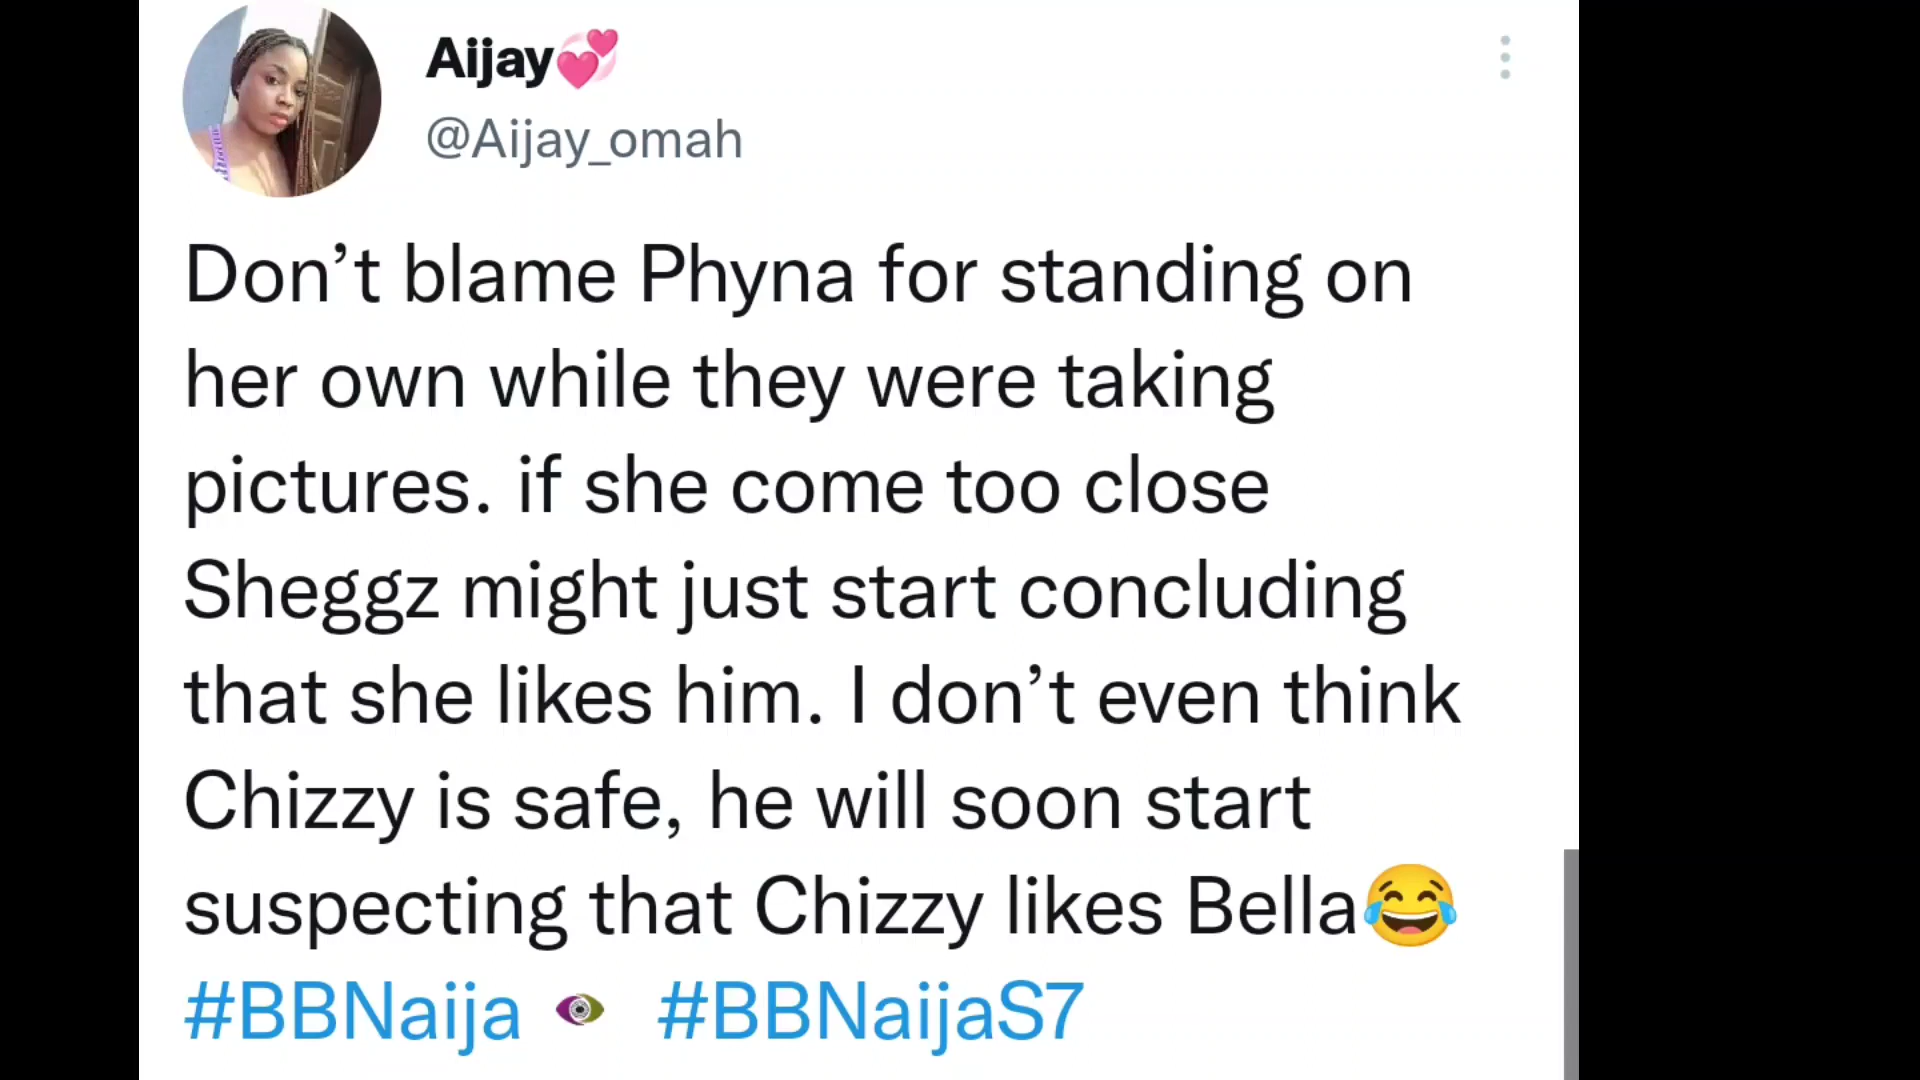 Aijay💞
@Aijay_omah
Don’t blame Phyna for standing on
her own while they were taking
pictures. if she come too close
Sheggz might just start concluding
that she likes him. I don’t even think
Chizzy is safe, he will soon start
suspecting that Chizzy likes Bella😂
#BBNaija #BBNaijaS7